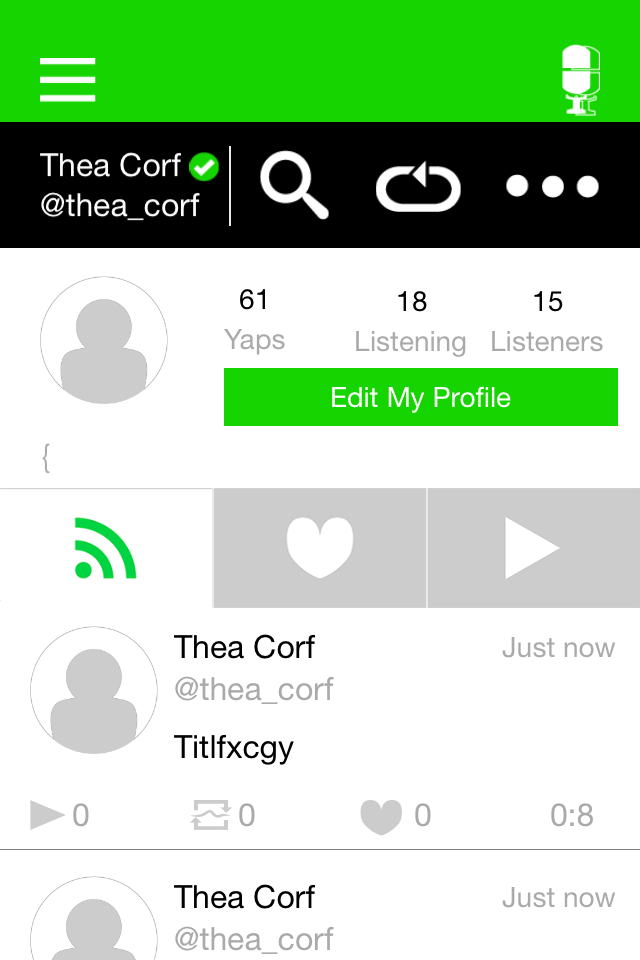 Thea Corf
@thea_corf
61 18 15
Yaps Listening Listeners
Edit My Profile
{
Thea Corf Just now
@thea_corf
Titlfxcgy
0 0 0 0:8
Thea Corf Just now
@thea_corf